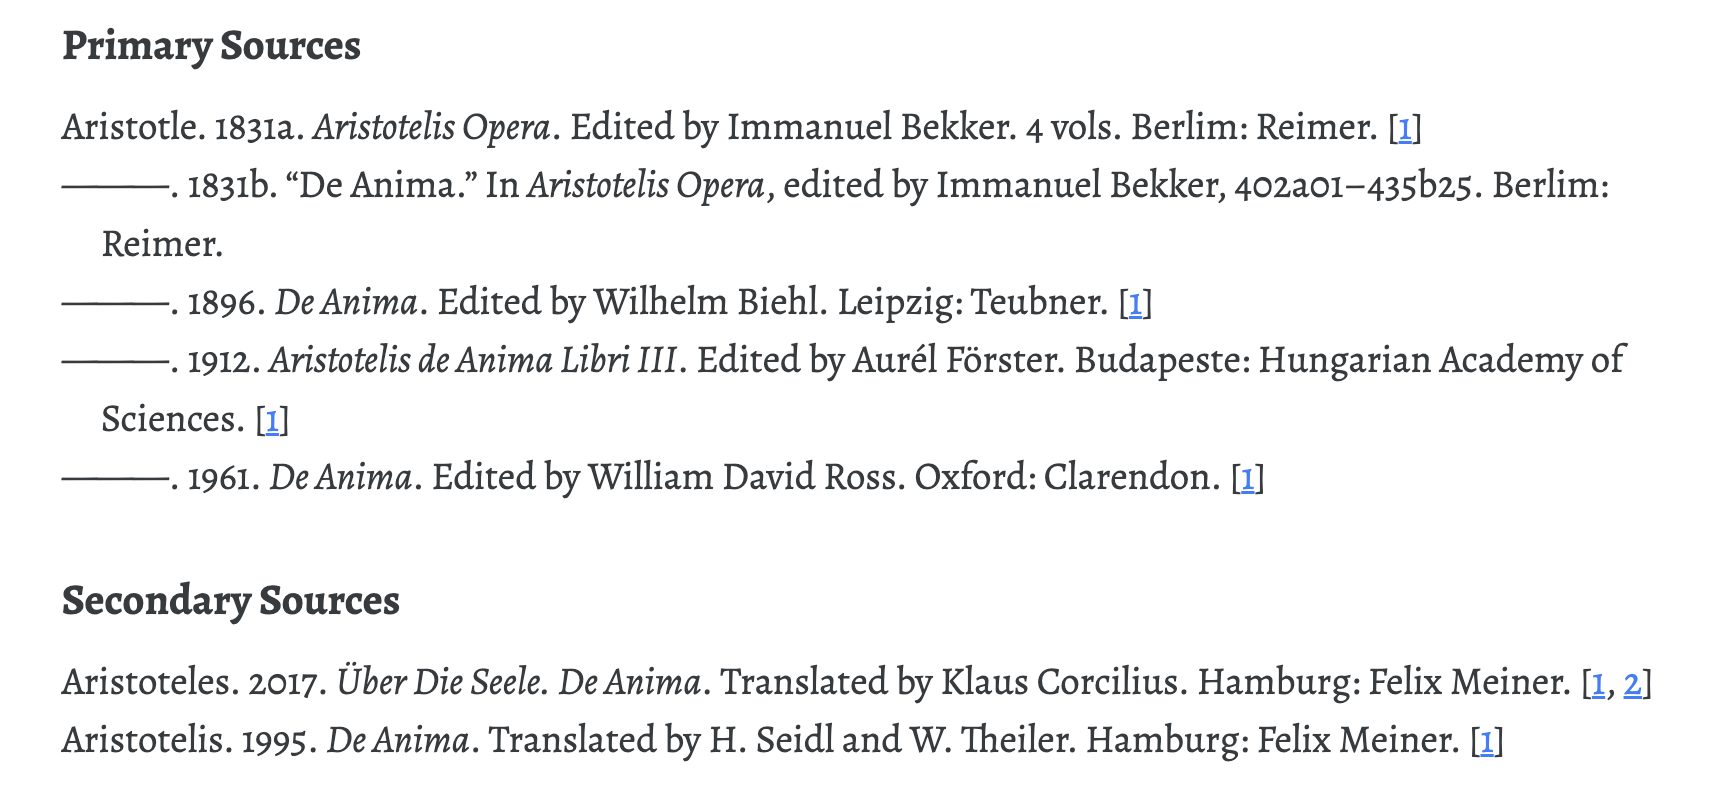 Primary Sources
Aristotle. 1831a. Aristotelis Opera. Edited by Immanuel Bekker. 4 vols. Berlim: Reimer. [1]
———. 1831b. “De Anima.” In Aristotelis Opera, edited by Immanuel Bekker, 402a01–435b25. Berlim:
Reimer.
———. 1896. De Anima. Edited by Wilhelm Biehl. Leipzig: Teubner. [1]
———. 1912. Aristotelis de Anima Libri III. Edited by Aurél Förster. Budapeste: Hungarian Academy of
Sciences. [1]
———. 1961. De Anima. Edited by William David Ross. Oxford: Clarendon. [1]
Secondary Sources
Aristoteles. 2017. Über Die Seele. De Anima. Translated by Klaus Corcilius. Hamburg: Felix Meiner. [1, 2]
Aristotelis. 1995. De Anima. Translated by H. Seidl and W. Theiler. Hamburg: Felix Meiner. [1]